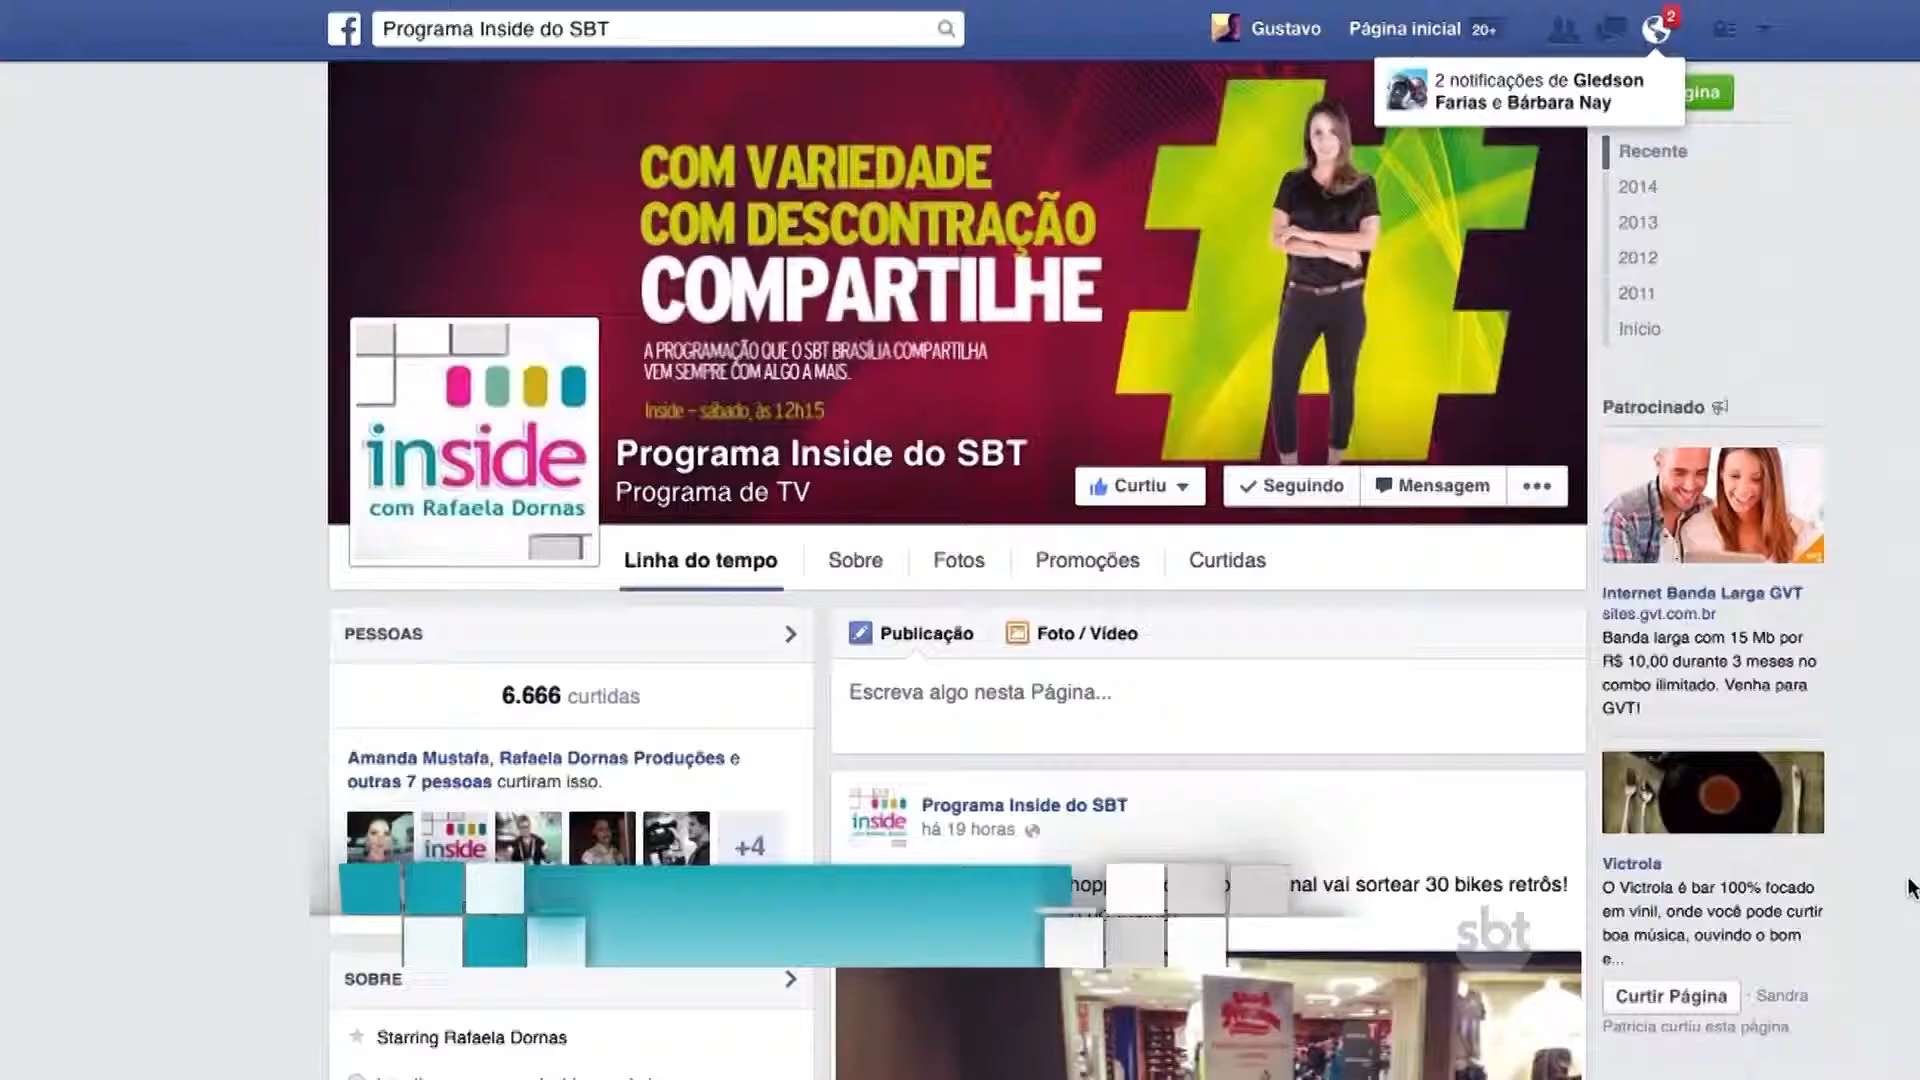 Programa Inside do SBT
Gustavo
Página inicial 20+
2
2 notificações de Gledson
Farias e Bárbara Nay
gina
COM VARIEDADE
COM DESCONTRAÇÃO
COMPARTILHE
A PROGRAMAÇÃO QUE O SBT BRASÍLIA COMPARTILHA
VEM SEMPRE COM ALGO A MAIS.
Inside – sábado, às 12h15
inside
com Rafaela Dornas
Programa Inside do SBT
Programa de TV
Curtiu
Seguindo
Mensagem
Linha do tempo
Sobre
Fotos
Promoções
Curtidas
Recente
2014
2013
2012
2011
Início
Patrocinado
Internet Banda Larga GVT
sites.gvt.com.br
Banda larga com 15 Mb por
R$ 10,00 durante 3 meses no
combo ilimitado. Venha para
GVT!
Victrola
O Victrola é bar 100% focado
em vinil, onde você pode curtir
boa música, ouvindo o bom
e...
Curtir Página · Sandra
Patricia curtiu esta página
PESSOAS
6.666 curtidas
Amanda Mustafa, Rafaela Dornas Produções e
outras 7 pessoas curtiram isso.
inside
+4
SOBRE
Starring Rafaela Dornas
Publicação
Foto / Vídeo
Escreva algo nesta Página...
inside
Programa Inside do SBT
há 19 horas
nal vai sortear 30 bikes retrôs!
sbt